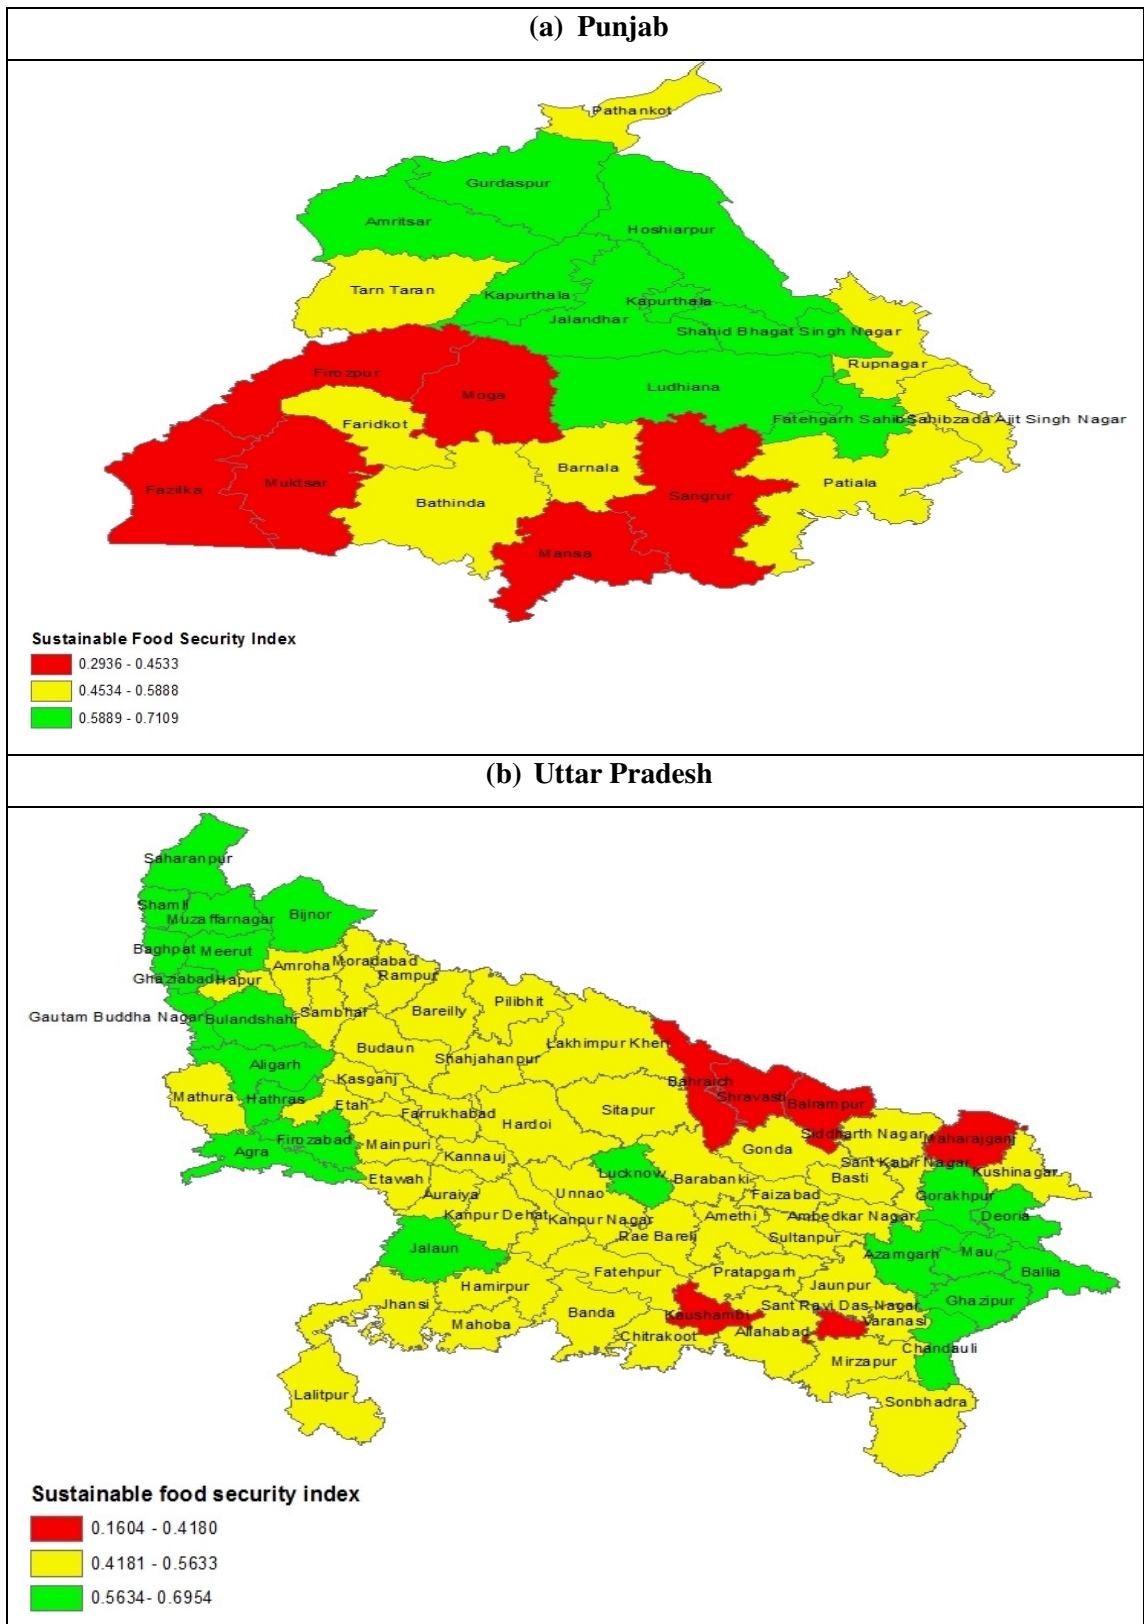 (a) Punjab
Pathankot
Gurdaspur
Amritsar
Hoshiarpur
Tarn Taran
Kapurthala
Kapurthala
Jalandhar
Shahid Bhagat Singh Nagar
Rupnagar
Firozpur
Moga
Ludhiana
Faridkot
Fatehgarh Sahib
Sahibzada Ajit Singh Nagar
Barnala
Patiala
Fazilka
Muktsar
Bathinda
Sangrur
Mansa
Sustainable Food Security Index
0.2936 - 0.4533
0.4534 - 0.5888
0.5889 - 0.7109
(b) Uttar Pradesh
Saharanpur
Shamli
Muzaffarnagar
Bijnor
Baghpat
Meerut
Amroha
Moradabad
Rampur
Ghaziabad
Hapur
Pilibhit
Gautam Buddha Nagar
Bulandshahr
Sambhal
Bareilly
Budaun
Shahjahanpur
Lakhimpur Kheri
Aligarh
Kasganj
Bahraich
Shravasti
Balrampur
Mathura
Hathras
Etah
Farrukhabad
Hardoi
Sitapur
Siddharth Nagar
Maharajganj
Agra
Firozabad
Mainpuri
Kannauj
Gonda
Sant Kabir Nagar
Kushinagar
Etawah
Auraiya
Unnao
Lucknow
Barabanki
Faizabad
Basti
Gorakhpur
Deoria
Kanpur Dehat
Kanpur Nagar
Rae Bareli
Amethi
Ambedkar Nagar
Sultanpur
Azamgarh
Mau
Ballia
Jalaun
Hamirpur
Fatehpur
Pratapgarh
Jaunpur
Ghazipur
Jhansi
Mahoba
Banda
Kaushambi
Sant Ravi Das Nagar
Varanasi
Chitrakoot
Allahabad
Chandauli
Mirzapur
Lalitpur
Sonbhadra
Sustainable food security index
0.1604 - 0.4180
0.4181 - 0.5633
0.5634- 0.6954